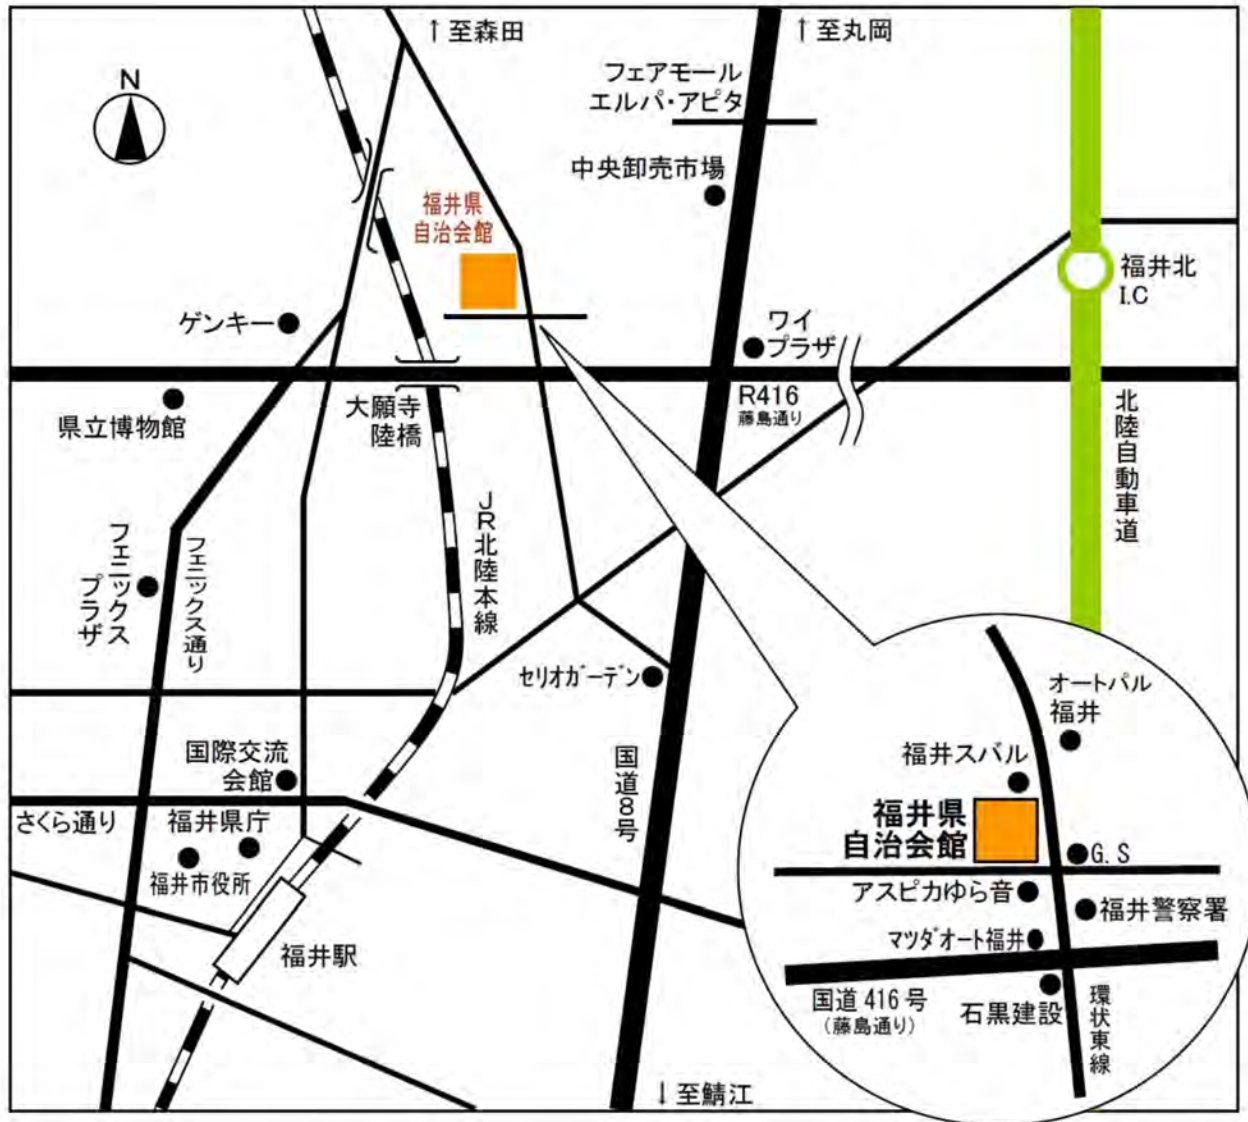 ↑至森田
↑至丸岡
N
フェアモール
エルパ・アピタ
中央卸売市場
福井県
自治会館
福井北
I.C
ゲンキー
ワイ
プラザ
R416
藤島通り
県立博物館
大願寺
陸橋
北陸自動車道
JR北陸本線
フェニックス
プラザ
フェニックス通り
セリオガーデン
国際交流
会館
国道8号
さくら通り
福井県庁
福井市役所
福井駅
↓至鯖江
オートパル
福井
福井スバル
福井県
自治会館
G.S
アスピカゆら音
福井警察署
マツダオート福井
国道416号
(藤島通り)
石黒建設
環状東線